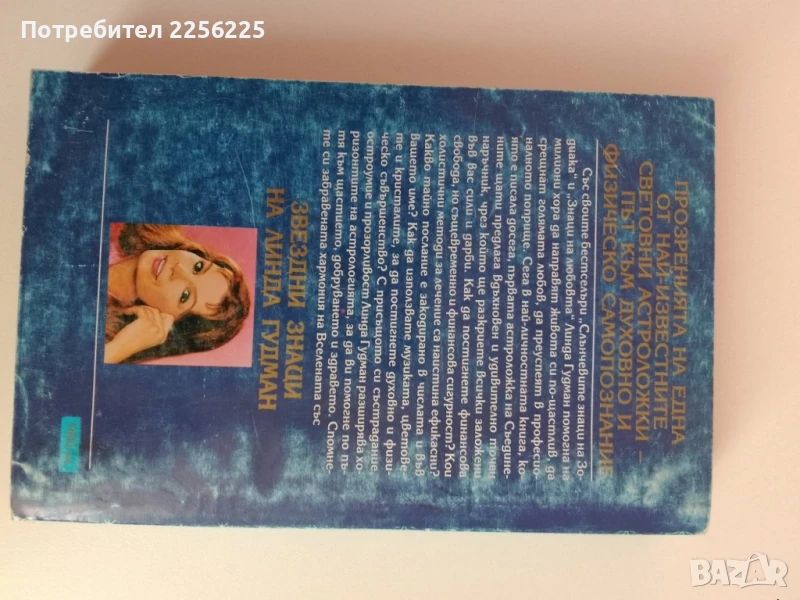 Потребител 2256225
ПРОЗРЕНИЯТА НА ЕДНА
ОТ НАЙ-ИЗВЕСТНИТЕ
СВЕТОВНИ АСТРОЛОЖКИ –
ПЪТ КЪМ ДУХОВНО И
ФИЗИЧЕСКО САМОПОЗНАНИЕ
Със своите бестселъри „Слънчевите знаци на Зо-
диака“ и „Знаци на любовта“ Линда Гудман помогна на
милиони хора да направят живота си по-щастлив, да
срещнат голямата любов, да преуспеят в професио-
налното поприще. Сега в най-личностната книга, ко-
ято е писала досега, първата астроложка на Съедине-
ните щати предлага вдъхновен и удивително точен
наръчник, чрез който ще разкриете всички заложени
във Вас сили и дарби. Как да постигнете финансова
свобода, но същевременно и финансова сигурност? Кои
холистични методи за лечение са наистина ефикасни?
Какво тайно послание е закодирано в числата и във
Вашето име? Как да използвате музиката, цветове-
те и кристалите, за да постигнете духовно и физи-
ческо съвършенство? С присъщото си състрадание,
остроумие и прозорливост Линда Гудман разширява хо-
ризонтите на астрологията, за да ви помогне по пъ-
тя към щастието, добруването и здравето. Спомне-
те си забравената хармония на Вселената със
ЗВЕЗДНИ ЗНАЦИ
НА ЛИНДА ГУДМАН
BAZAR